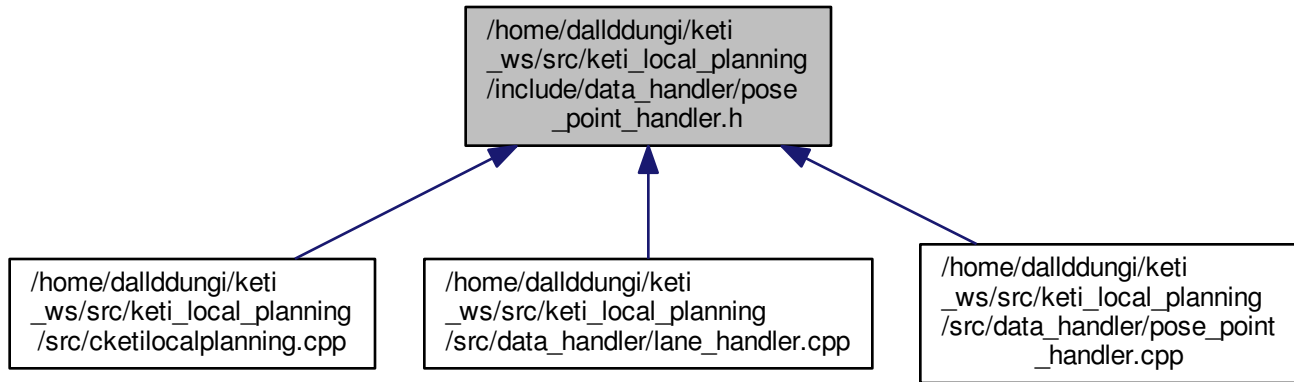 /home/dallddungi/keti
_ws/src/keti_local_planning
/include/data_handler/pose
_point_handler.h
/home/dallddungi/keti
_ws/src/keti_local_planning
/src/cketilocalplanning.cpp
/home/dallddungi/keti
_ws/src/keti_local_planning
/src/data_handler/lane_handler.cpp
/home/dallddungi/keti
_ws/src/keti_local_planning
/src/data_handler/pose_point
_handler.cpp